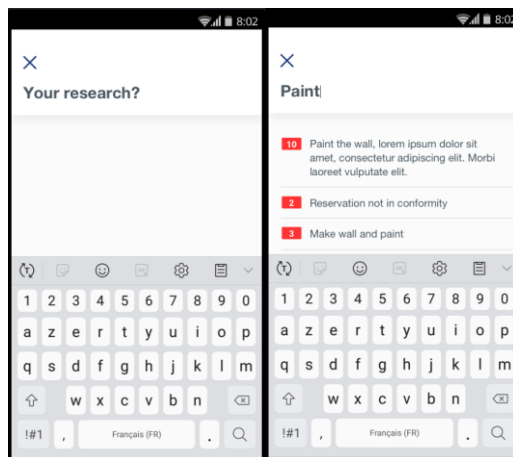 8:02
Your research?
1 2 3 4 5 6 7 8 9 0
a z e r t y u i o p
q s d f g h j k l m
w x c v b n
!#1 , Français (FR) .
8:02
Paint
10 Paint the wall, lorem ipsum dolor sit
amet, consectetur adipiscing elit. Morbi
laoreet vulputate elit.
2 Reservation not in conformity
3 Make wall and paint
1 2 3 4 5 6 7 8 9 0
a z e r t y u i o p
q s d f g h j k l m
w x c v b n
!#1 , Français (FR) .